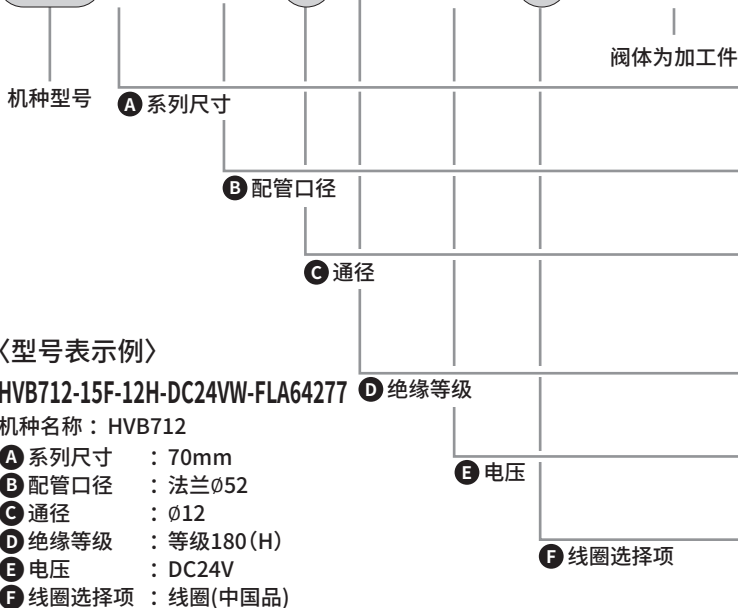 阀体为加工件
机种型号
A 系列尺寸
B 配管口径
C 通径
〈型号表示例〉
HVB712-15F-12H-DC24VW-FLA64277
D 绝缘等级
机种名称：HVB712
A 系列尺寸 ：70mm
B 配管口径 ：法兰Ø52
C 通径 ：Ø12
D 绝缘等级 ：等级180(H)
E 电压 ：DC24V
F 线圈选择项 ：线圈(中国品)
E 电压
F 线圈选择项